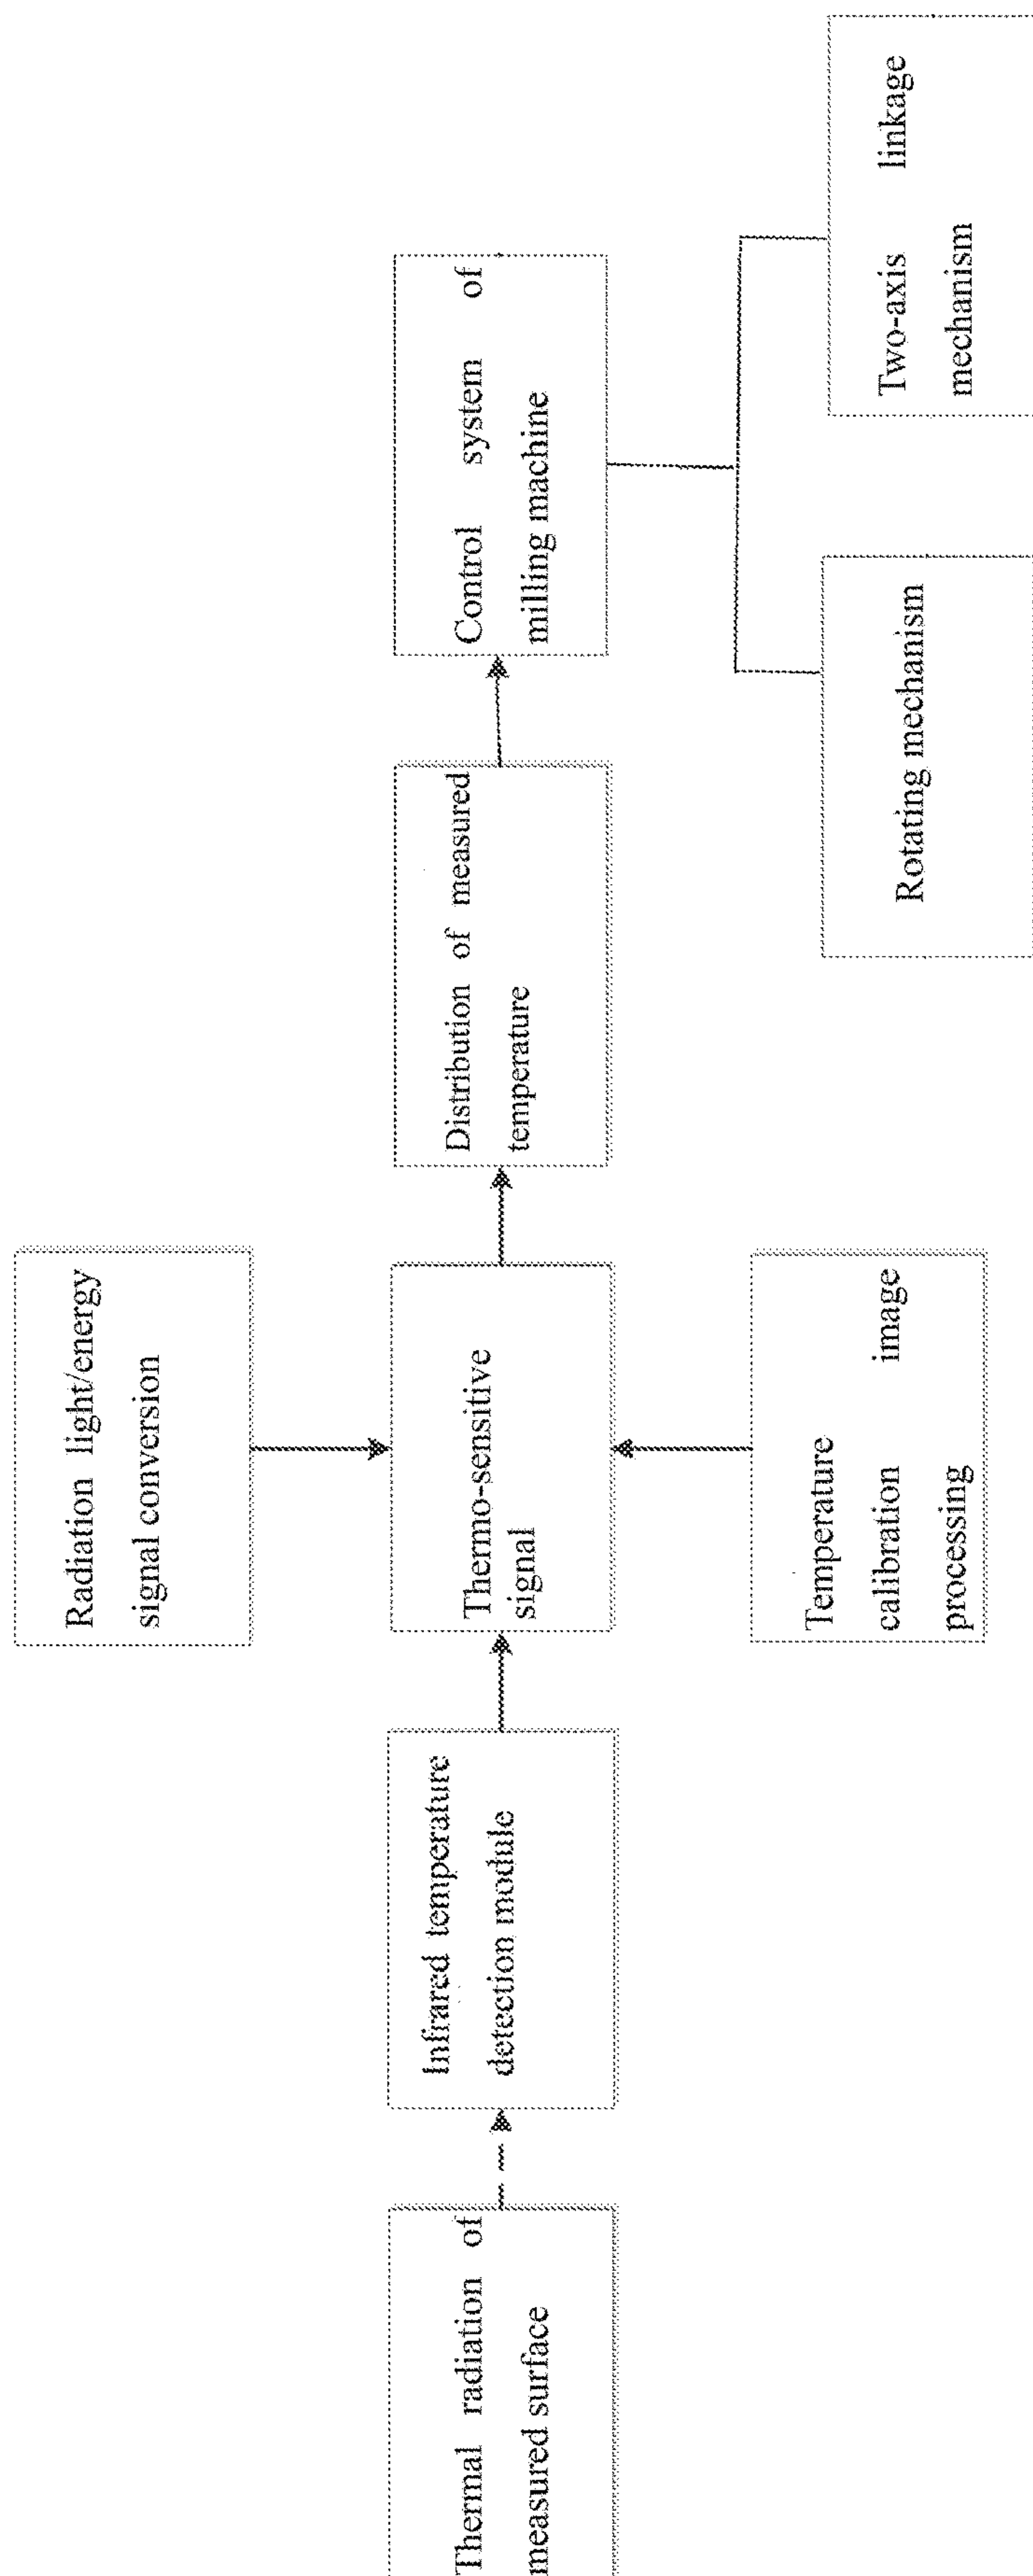 Thermal radiation of
measured surface
Infrared temperature
detection module
Radiation light/energy
signal conversion
Thermo-sensitive
signal
Temperature
calibration image
processing
Distribution of measured
temperature
Control system of
milling machine
Rotating mechanism
Two-axis linkage
mechanism